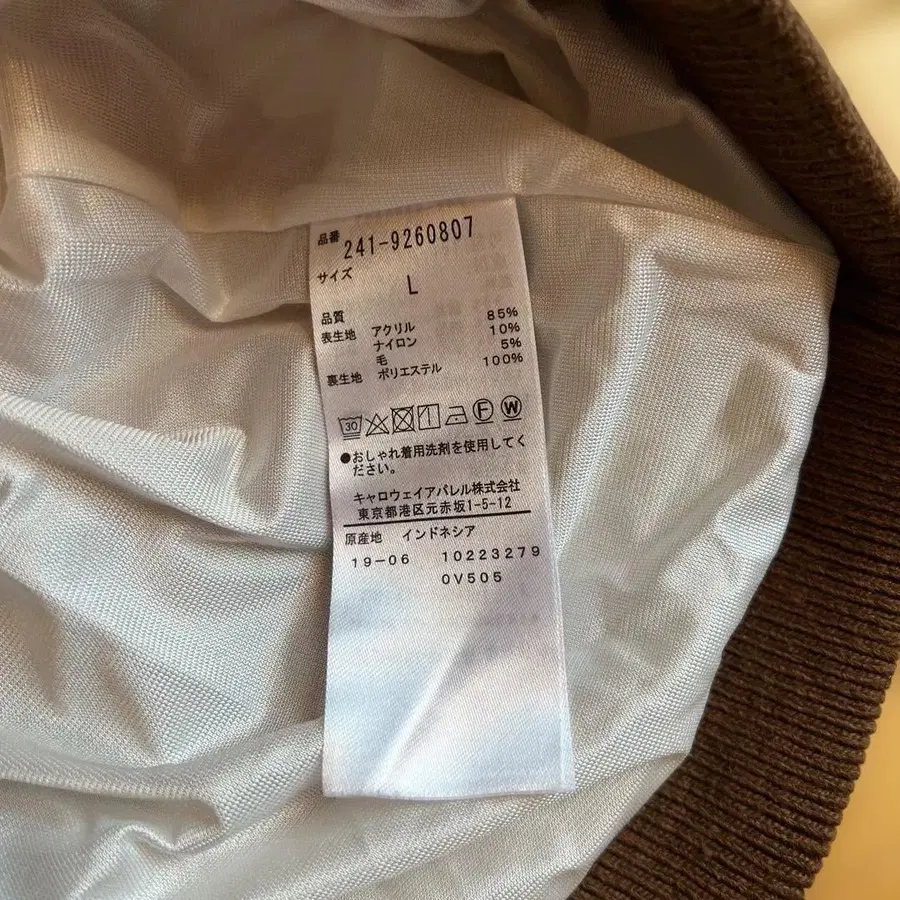 品番 241-9260807
サイズ
L
品質
表生地 アクリル 85%
ナイロン 10%
毛 5%
裏生地 ポリエステル 100%
30 F W
●おしゃれ着用洗剤を使用してく
ださい。
キャロウェイアパレル株式会社
東京都港区元赤坂1-5-12
原産地 インドネシア
19-06 10223279
0V505